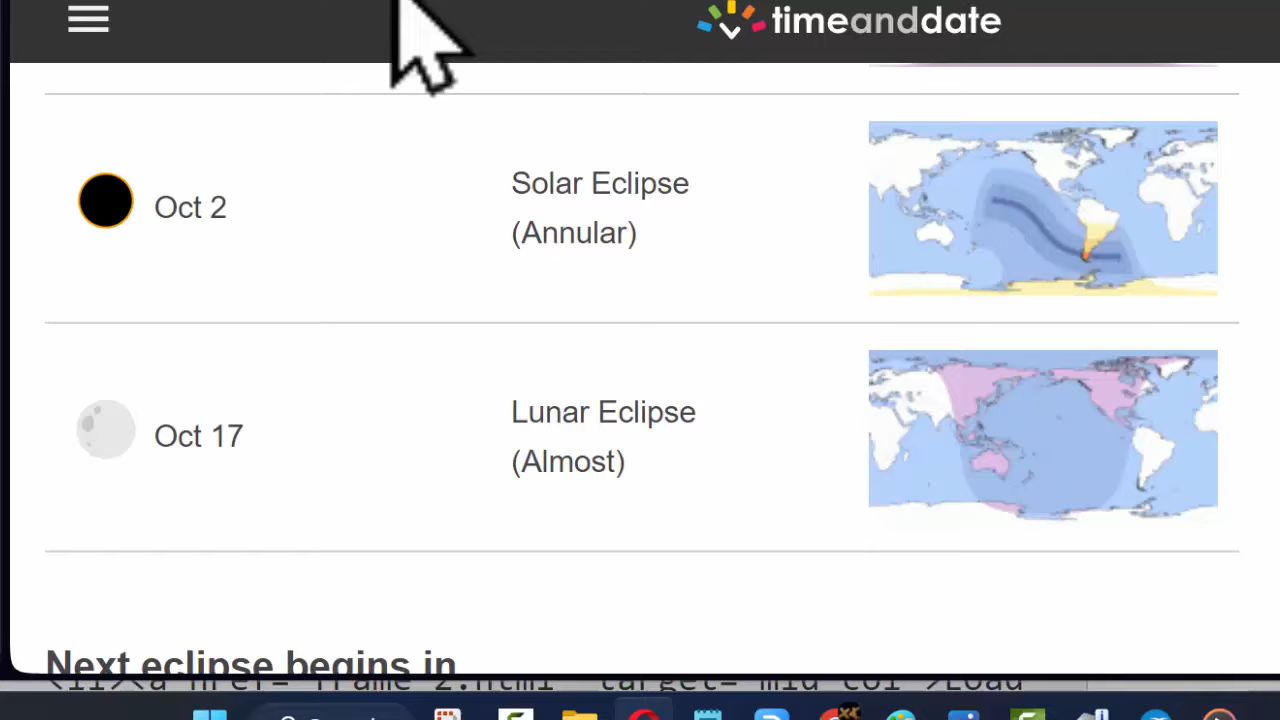 timeanddate
Oct 2
Solar Eclipse
(Annular)
Oct 17
Lunar Eclipse
(Almost)
Next eclipse begins in